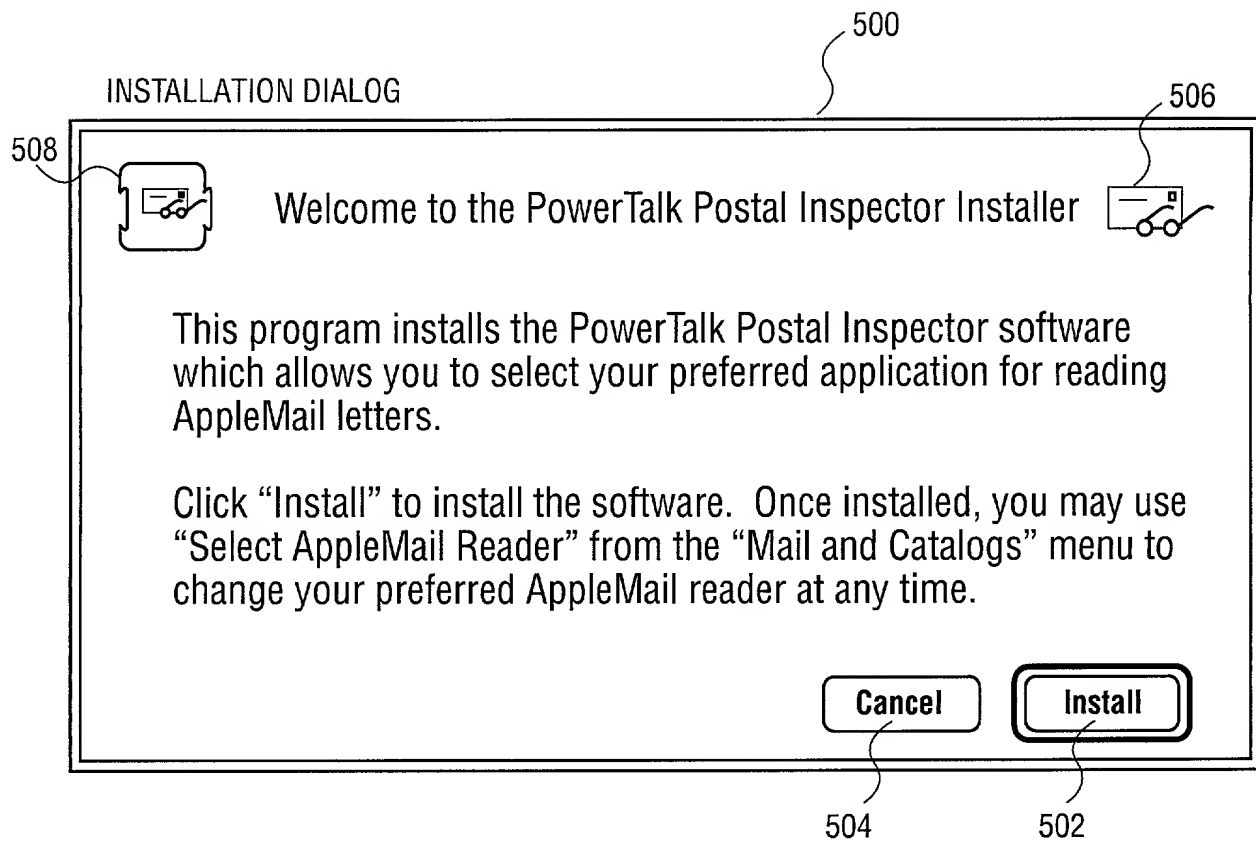 500
INSTALLATION DIALOG
506
508
Welcome to the PowerTalk Postal Inspector Installer
This program installs the PowerTalk Postal Inspector software
which allows you to select your preferred application for reading
AppleMail letters.
Click “Install” to install the software. Once installed, you may use
“Select AppleMail Reader” from the “Mail and Catalogs” menu to
change your preferred AppleMail reader at any time.
Cancel Install
504 502